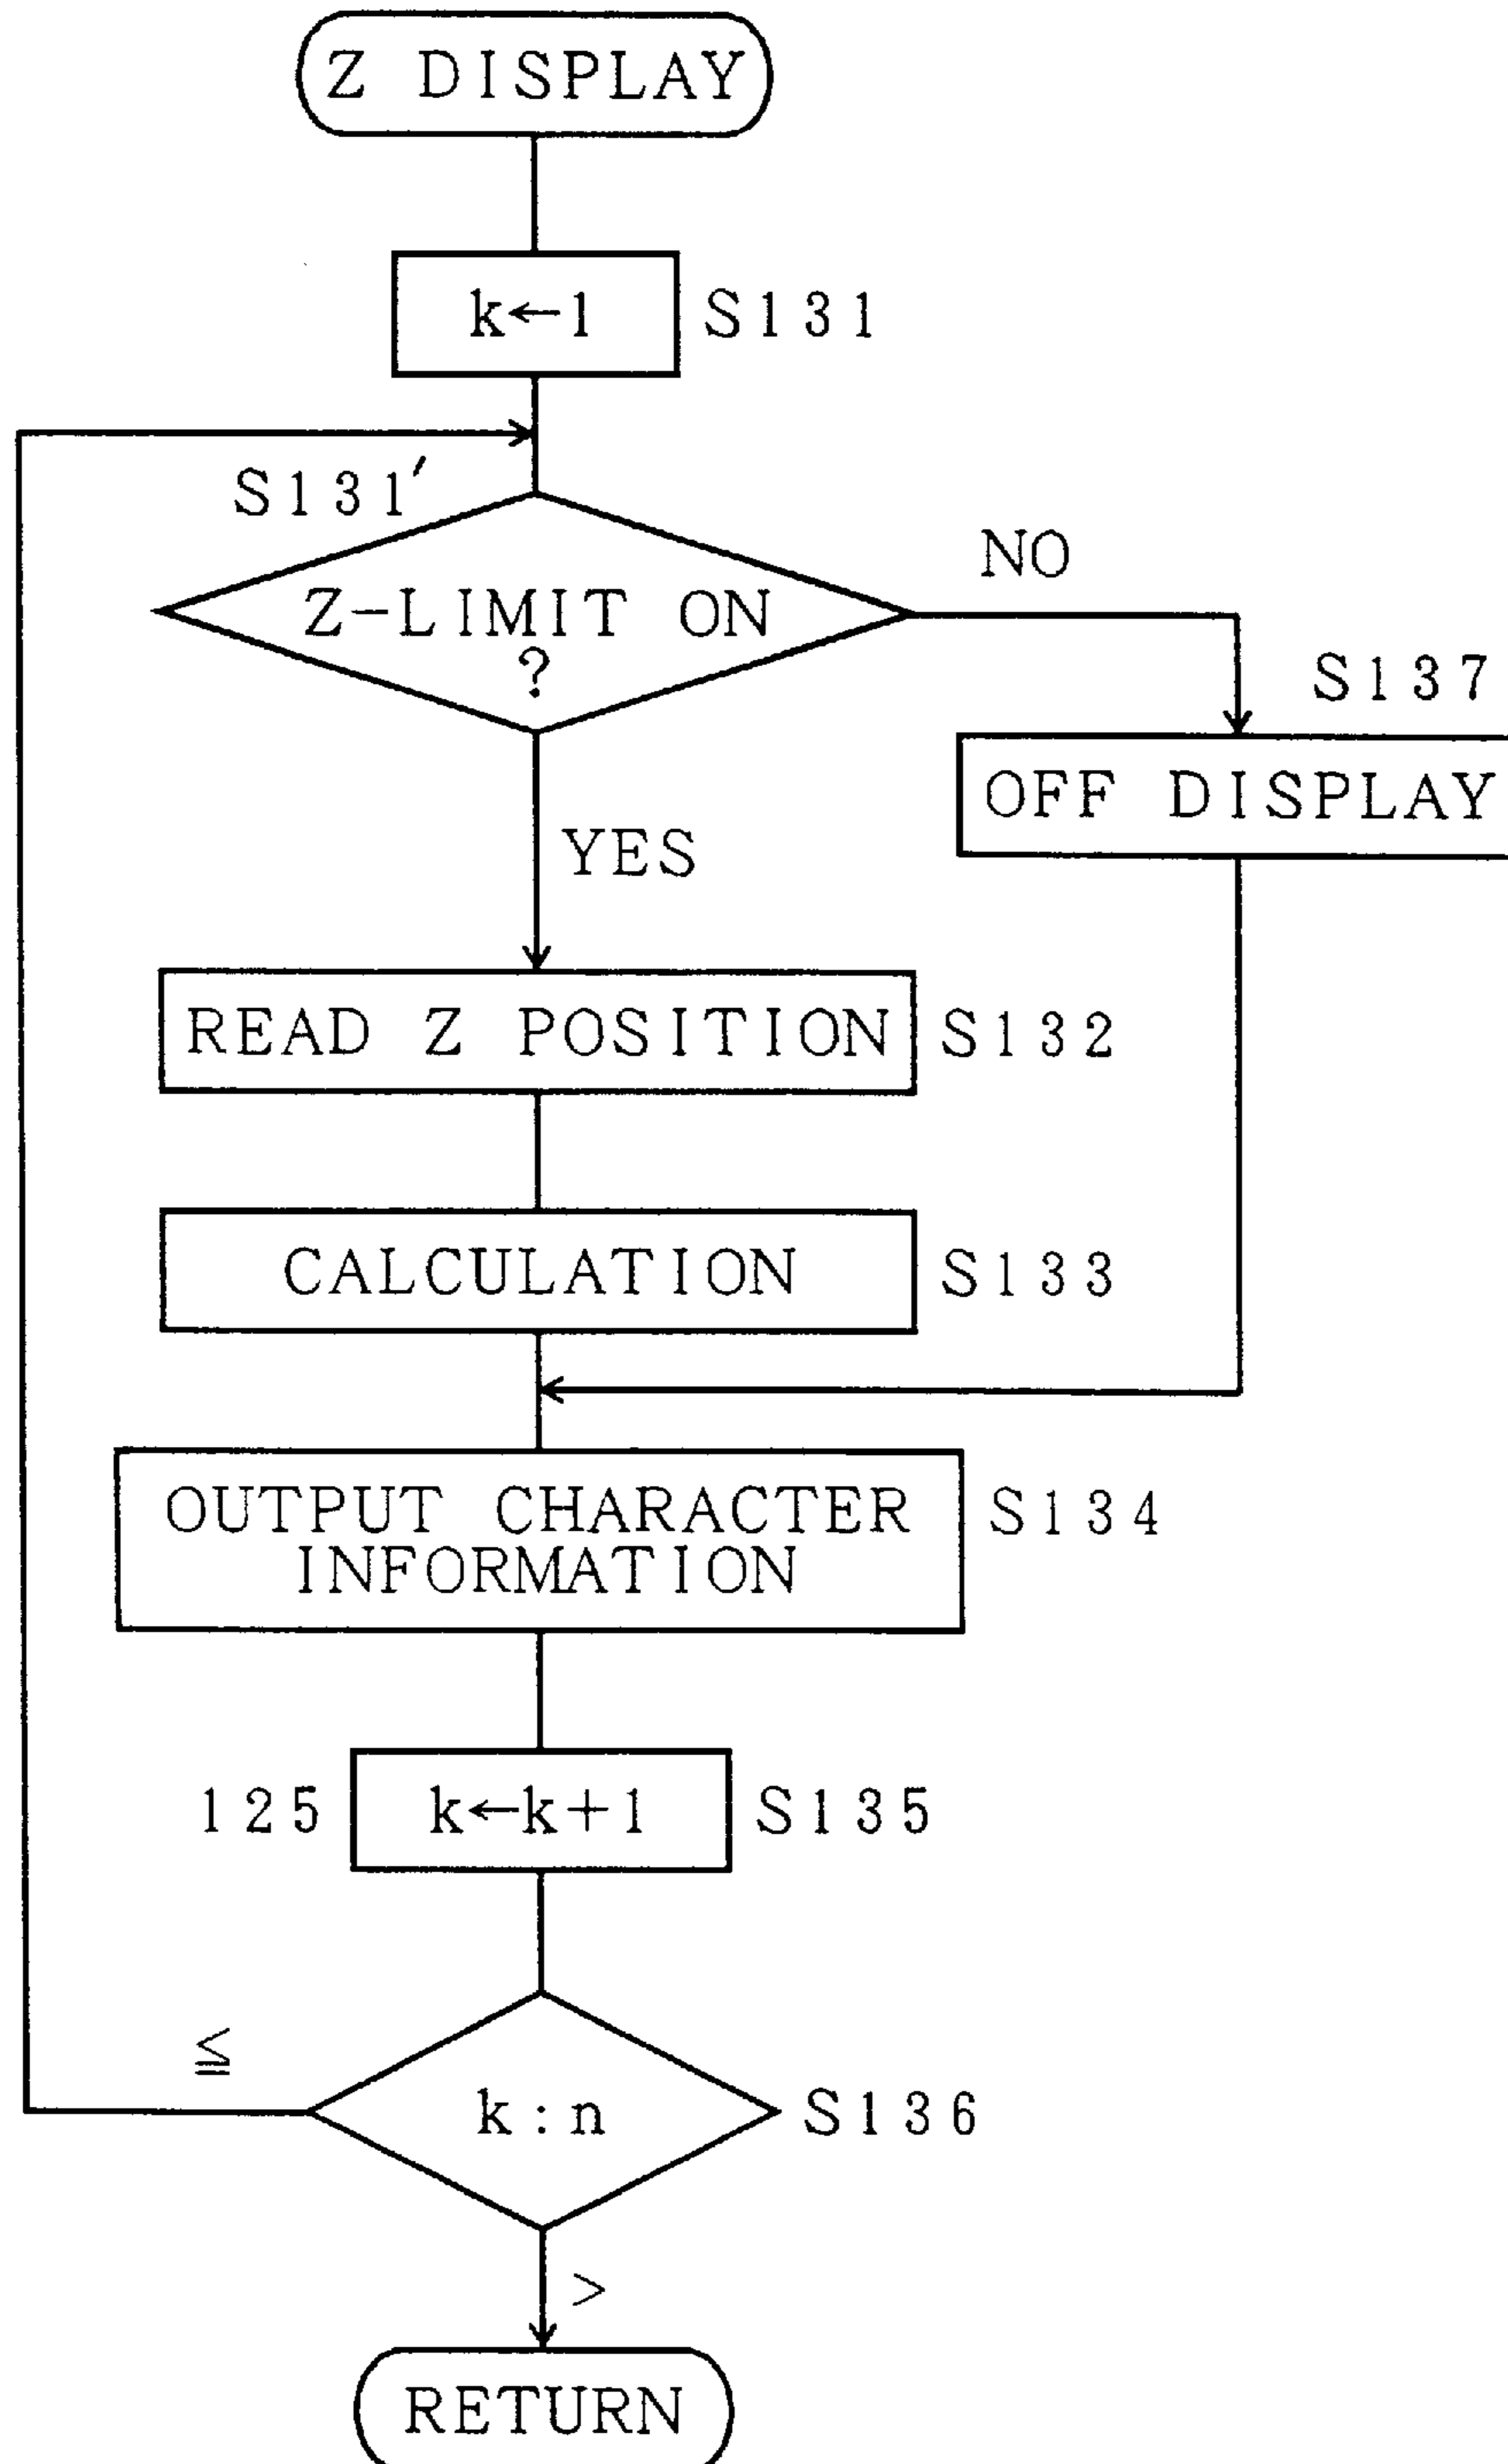 Z DISPLAY
k←1 S131
S131′
Z-LIMIT ON
?
NO
S137
OFF DISPLAY
YES
READ Z POSITION S132
CALCULATION S133
OUTPUT CHARACTER
INFORMATION
S134
125 k←k+1 S135
≦
k:n S136
>
RETURN